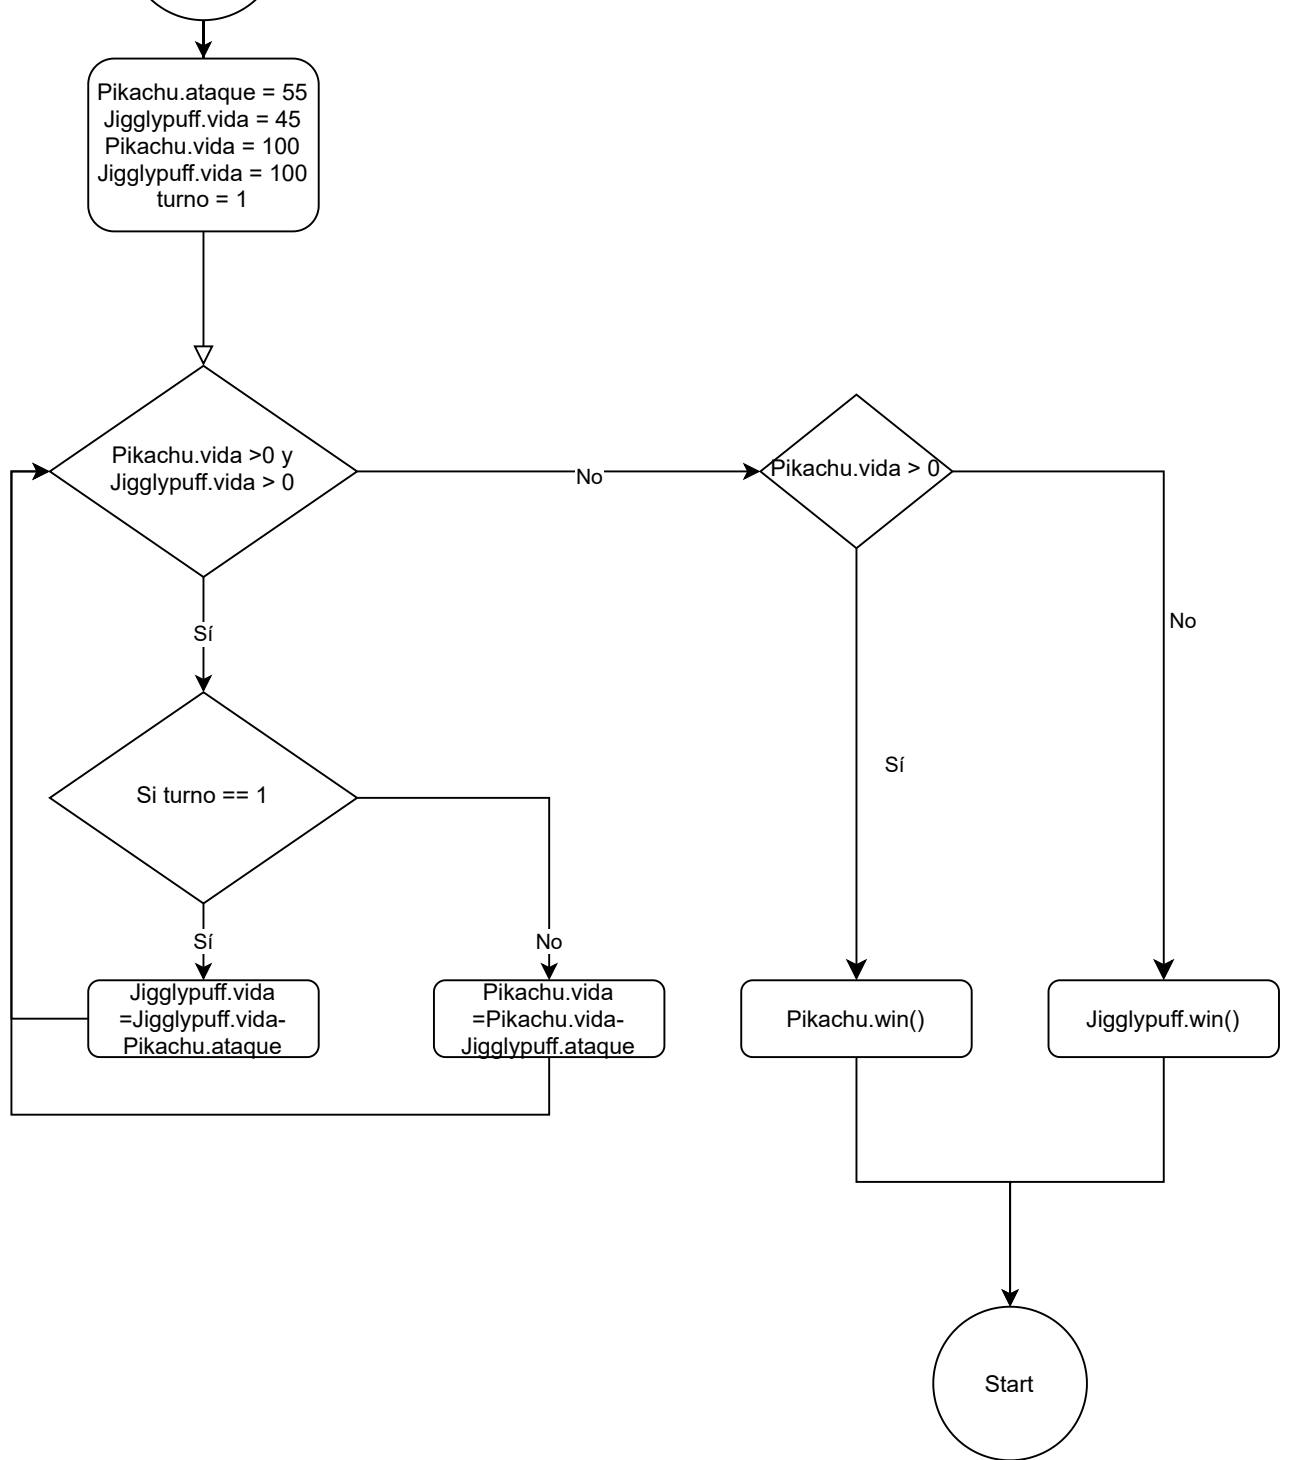 Pikachu.ataque = 55
Jigglypuff.vida = 45
Pikachu.vida = 100
Jigglypuff.vida = 100
turno = 1
Pikachu.vida >0 y
Jigglypuff.vida > 0
No
Pikachu.vida > 0
No
Sí
Sí
Si turno == 1
Sí
No
Jigglypuff.vida
=Jigglypuff.vida-
Pikachu.ataque
Pikachu.vida
=Pikachu.vida-
Jigglypuff.ataque
Pikachu.win()
Jigglypuff.win()
Start